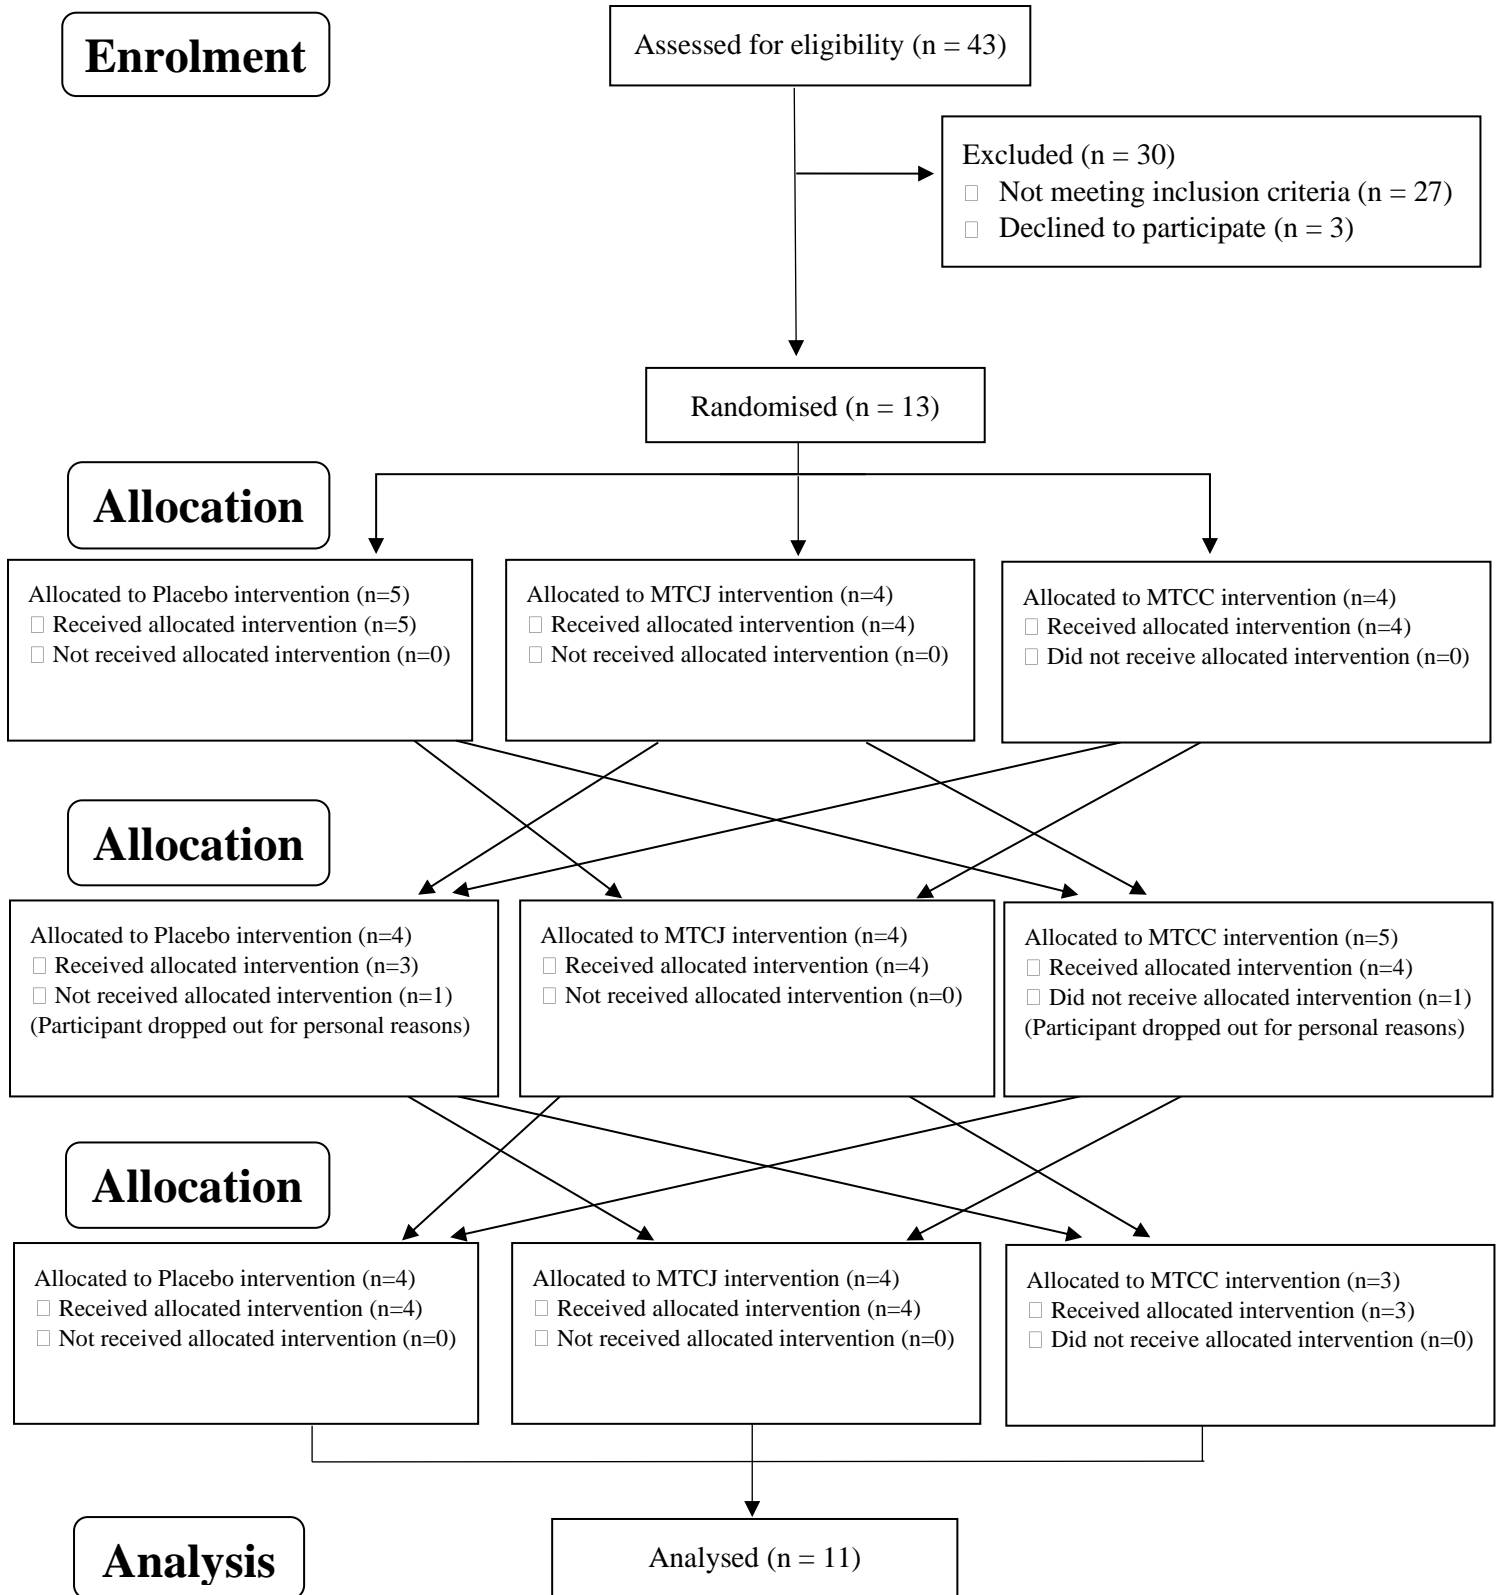 Enrolment
Assessed for eligibility (n = 43)
Excluded (n = 30)
Not meeting inclusion criteria (n = 27)
Declined to participate (n = 3)
Randomised (n = 13)
Allocation
Allocated to Placebo intervention (n=5)
Received allocated intervention (n=5)
Not received allocated intervention (n=0)
Allocated to MTCJ intervention (n=4)
Received allocated intervention (n=4)
Not received allocated intervention (n=0)
Allocated to MTCC intervention (n=4)
Received allocated intervention (n=4)
Did not receive allocated intervention (n=0)
Allocation
Allocated to Placebo intervention (n=4)
Received allocated intervention (n=3)
Not received allocated intervention (n=1)
(Participant dropped out for personal reasons)
Allocated to MTCJ intervention (n=4)
Received allocated intervention (n=4)
Not received allocated intervention (n=0)
Allocated to MTCC intervention (n=5)
Received allocated intervention (n=4)
Did not receive allocated intervention (n=1)
(Participant dropped out for personal reasons)
Allocation
Allocated to Placebo intervention (n=4)
Received allocated intervention (n=4)
Not received allocated intervention (n=0)
Allocated to MTCJ intervention (n=4)
Received allocated intervention (n=4)
Not received allocated intervention (n=0)
Allocated to MTCC intervention (n=3)
Received allocated intervention (n=3)
Did not receive allocated intervention (n=0)
Analysis
Analysed (n = 11)